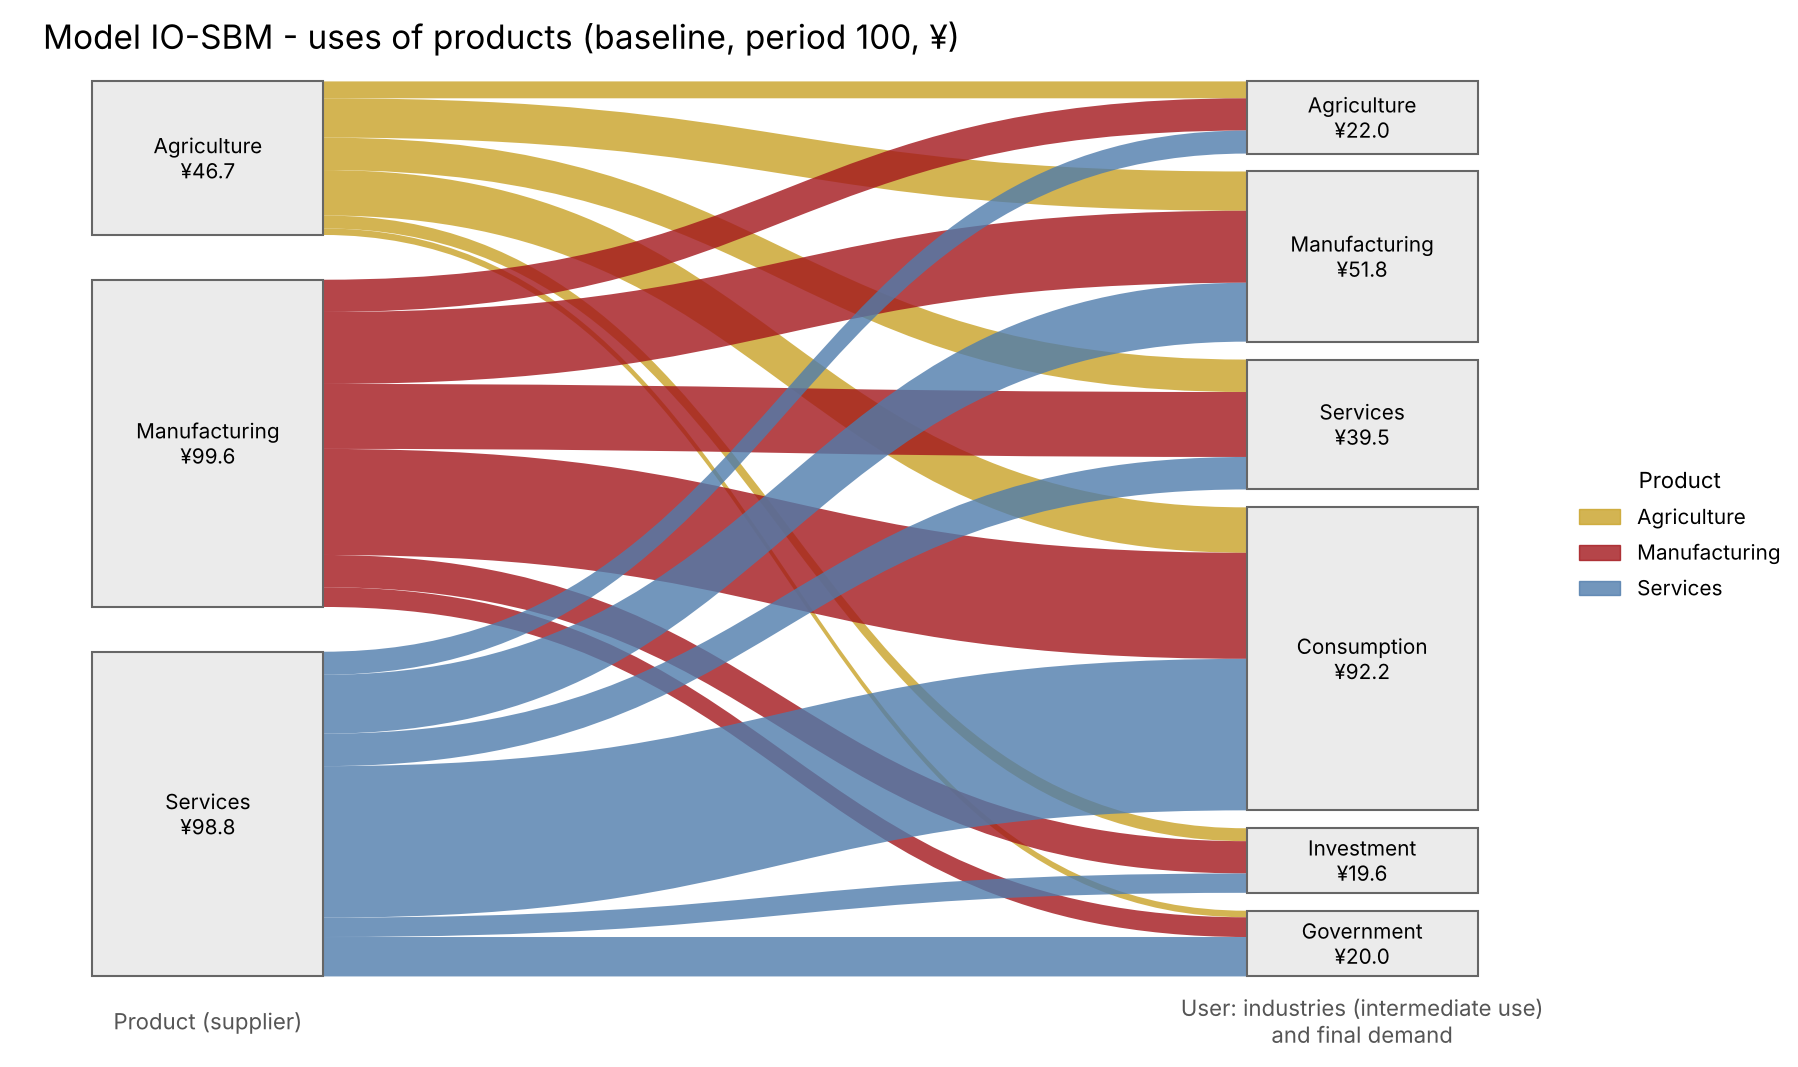 Model IO-SBM - uses of products (baseline, period 100, ¥)
Agriculture
¥46.7
Manufacturing
¥99.6
Services
¥98.8
Agriculture
¥22.0
Manufacturing
¥51.8
Services
¥39.5
Consumption
¥92.2
Investment
¥19.6
Government
¥20.0
Product
Agriculture
Manufacturing
Services
Product (supplier)
User: industries (intermediate use)
and final demand